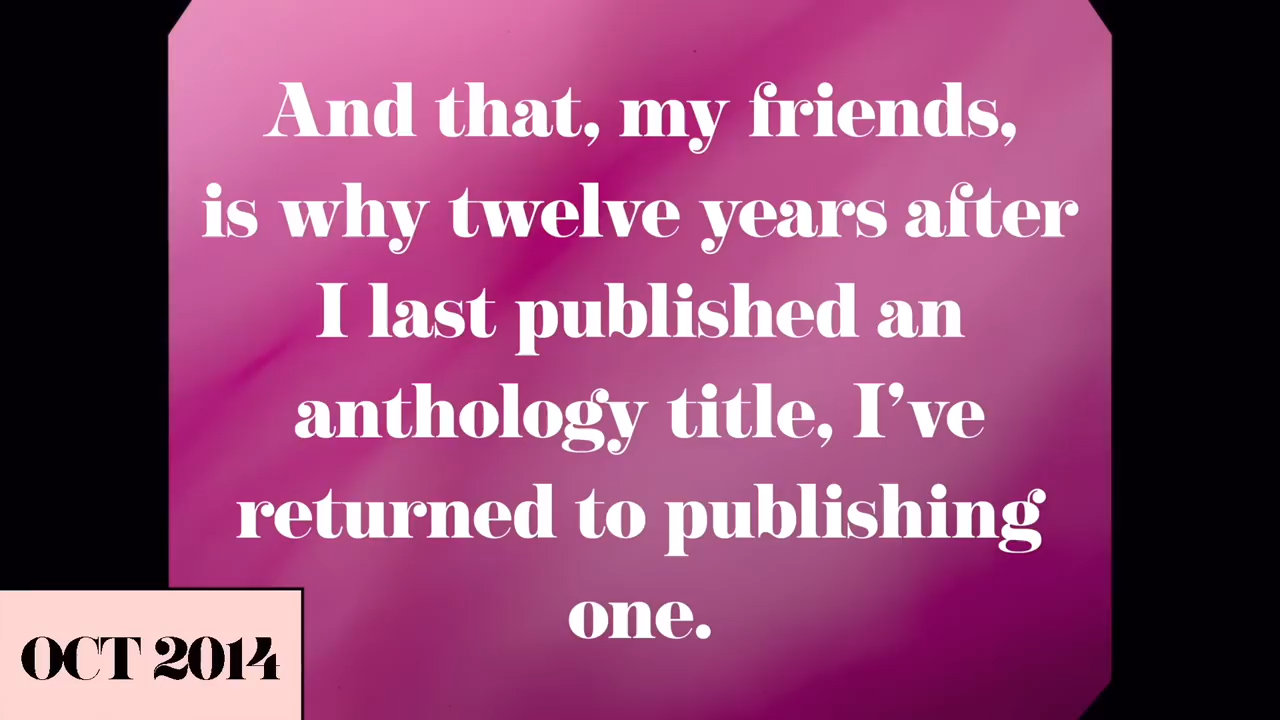 And that, my friends,
is why twelve years after
I last published an
anthology title, I’ve
returned to publishing
one.
OCT 2014